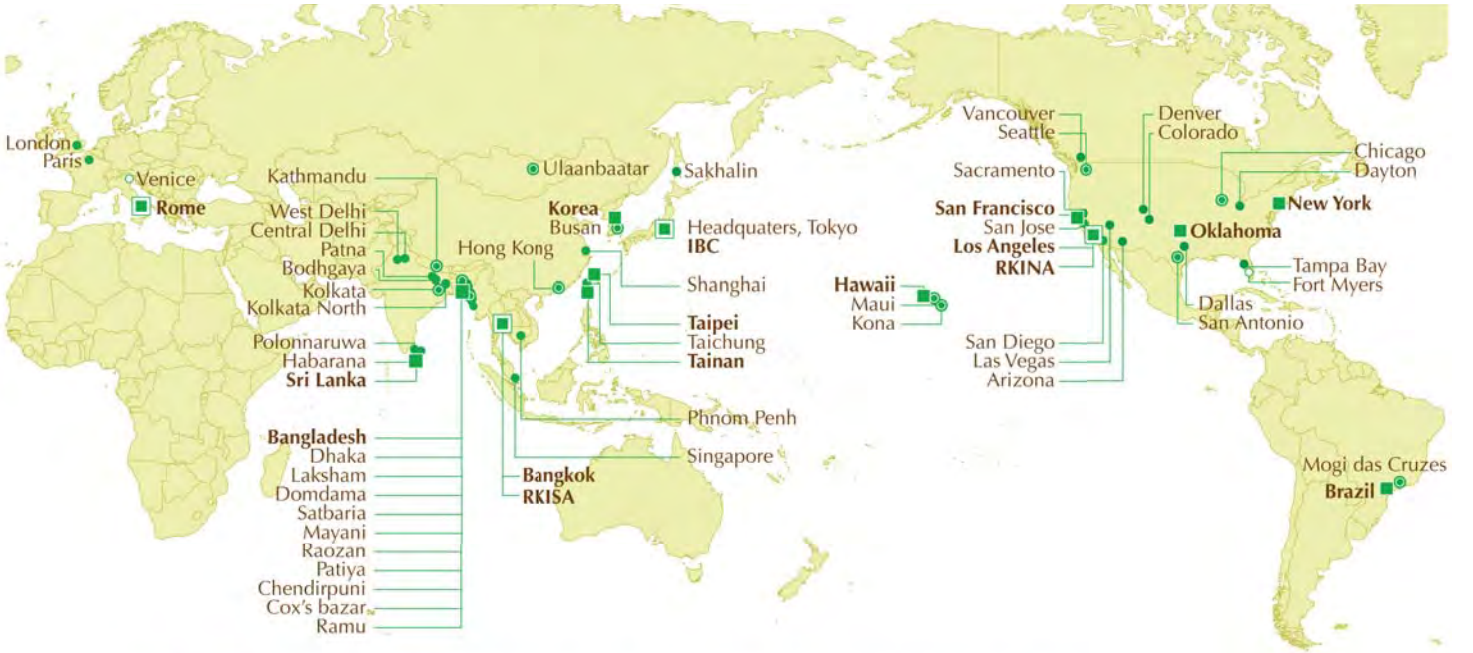 London
Paris
Venice
Rome
Kathmandu
West Delhi
Central Delhi
Patna
Bodhgaya
Kolkata
Kolkata North
Polonnaruwa
Habarana
Sri Lanka
Bangladesh
Dhaka
Laksham
Domdama
Satbaria
Mayani
Raozan
Patiya
Chendirpuni
Cox's bazar
Ramu
Ulaanbaatar
Sakhalin
Korea
Busan
Hong Kong
Headquaters, Tokyo
IBC
Shanghai
Taipei
Taichung
Tainan
Phnom Penh
Singapore
Bangkok
RKISA
Hawaii
Maui
Kona
Vancouver
Seattle
Sacramento
San Francisco
San Jose
Los Angeles
RKINA
San Diego
Las Vegas
Arizona
Denver
Colorado
Chicago
Dayton
New York
Oklahoma
Tampa Bay
Fort Myers
Dallas
San Antonio
Mogi das Cruzes
Brazil